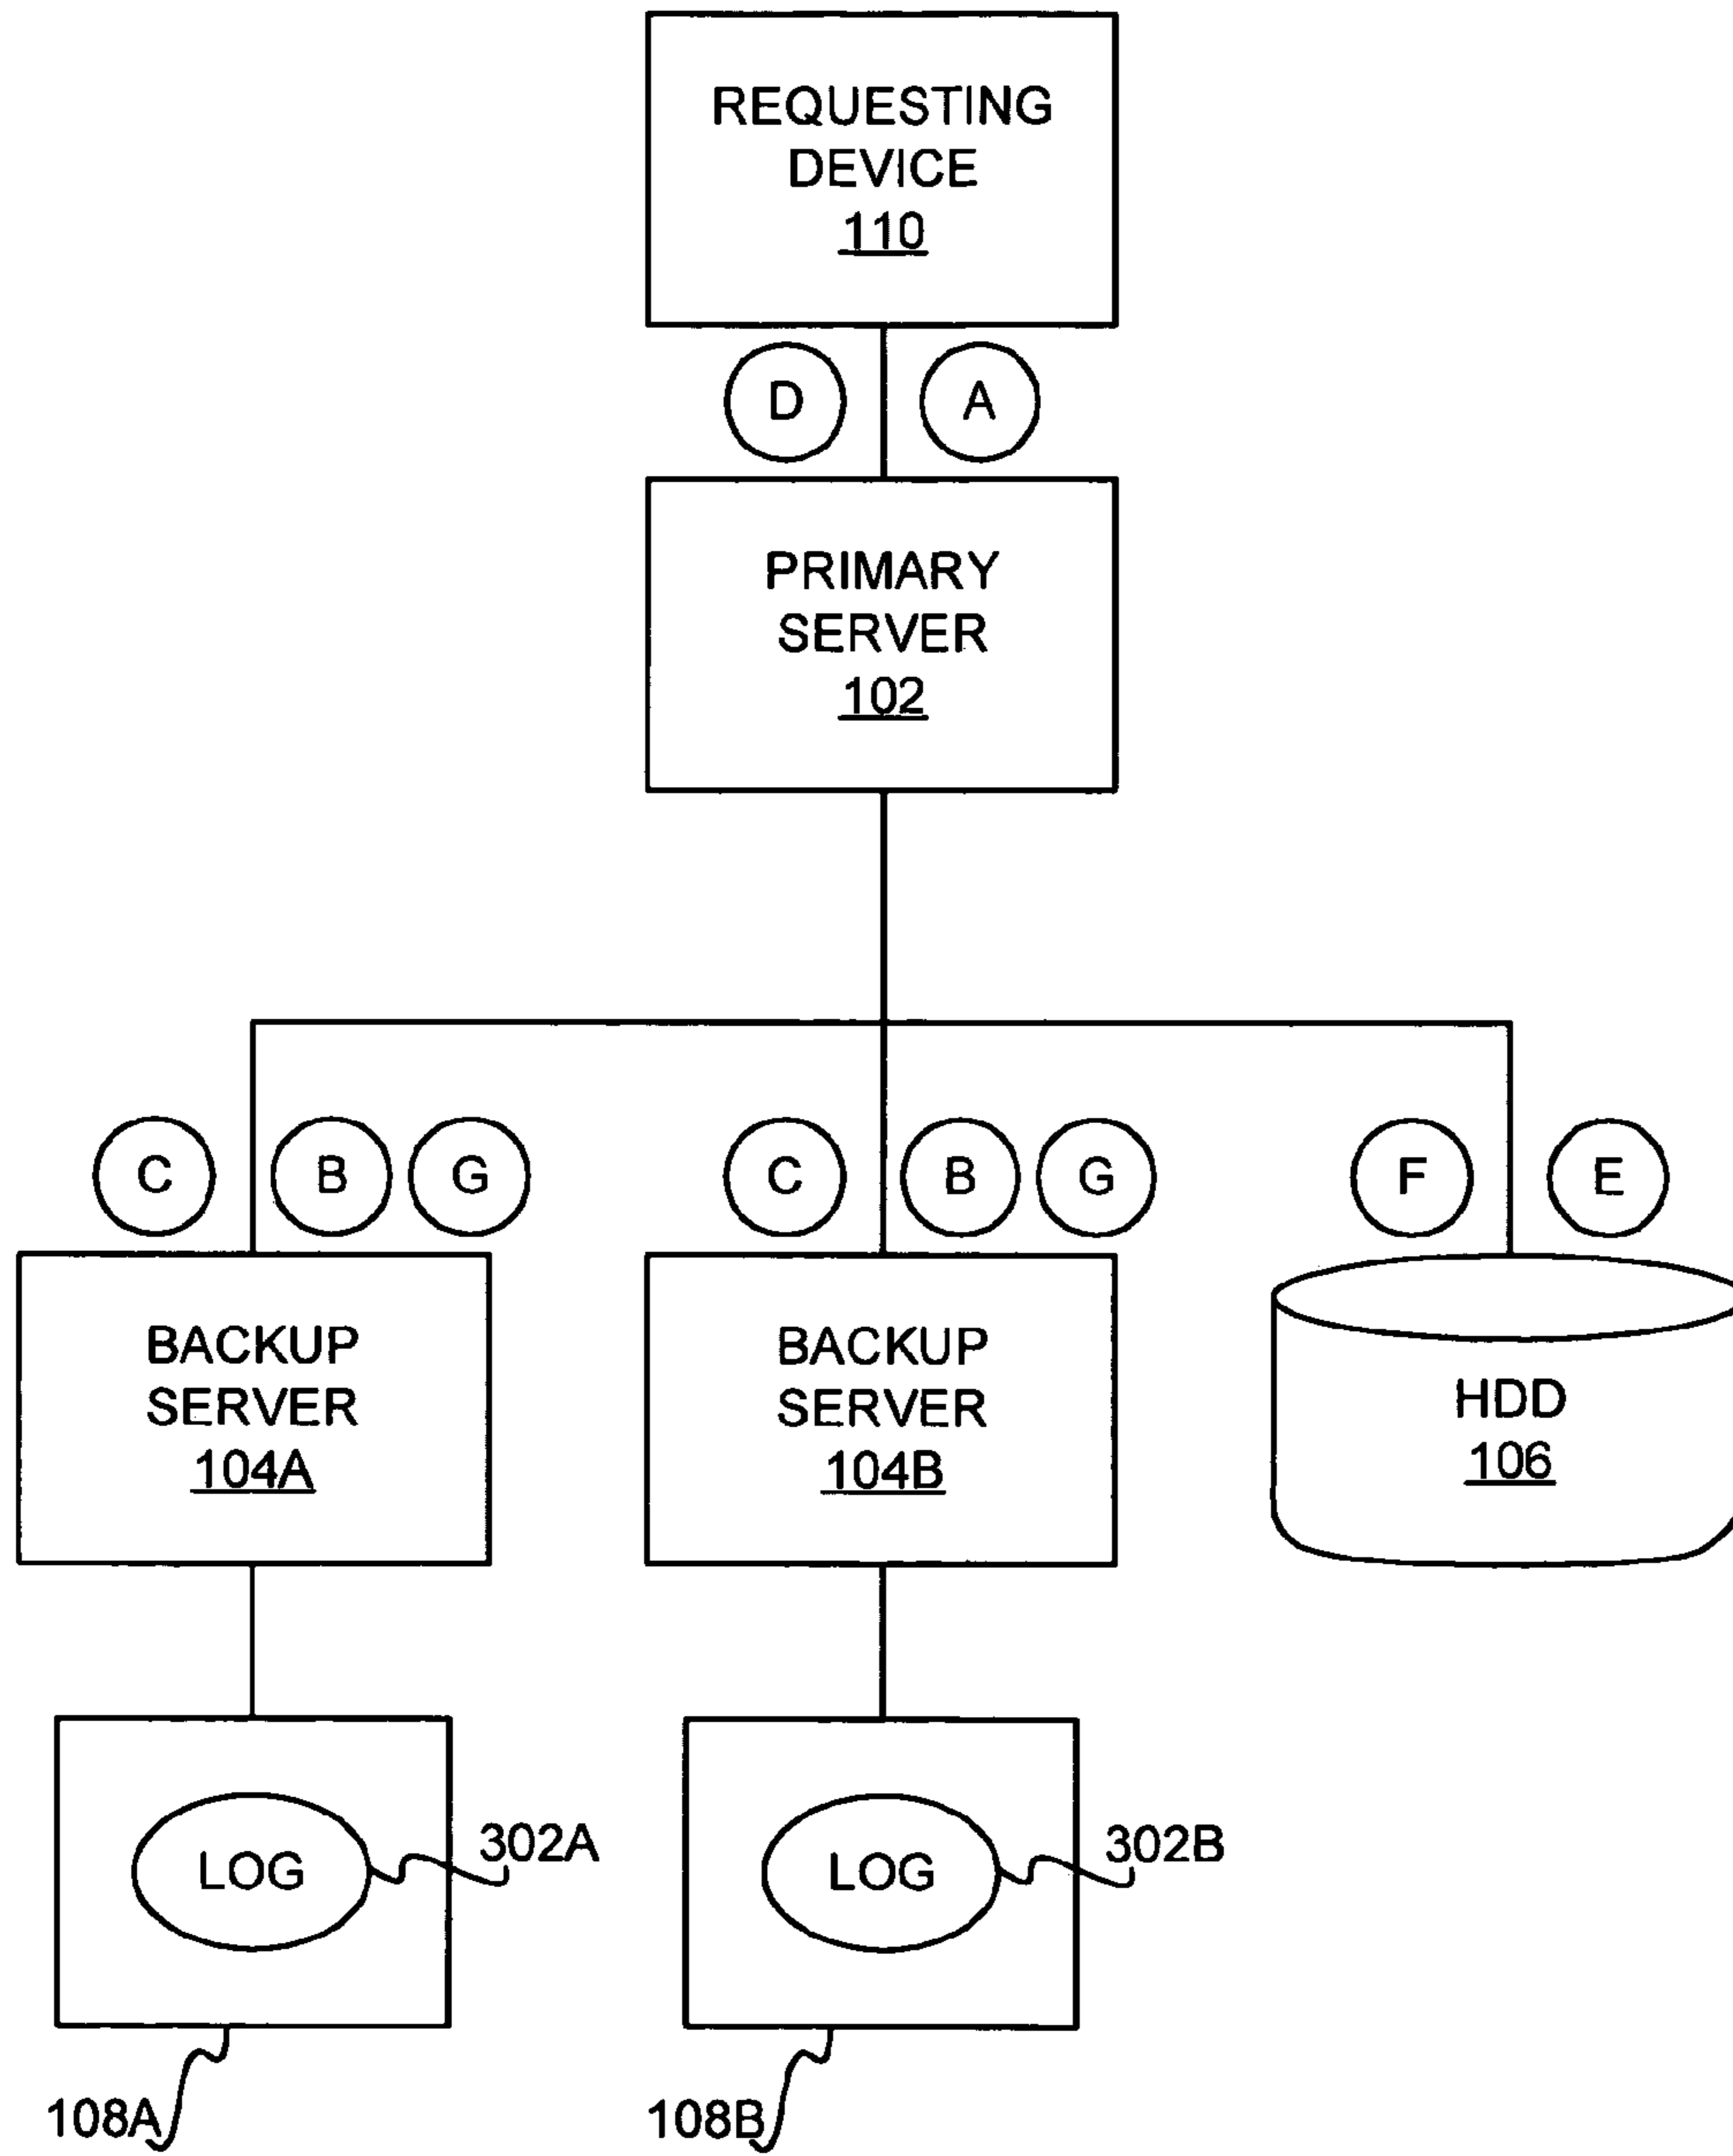 REQUESTING
DEVICE
110
D
A
PRIMARY
SERVER
102
C
B
G
C
B
G
F
E
BACKUP
SERVER
104A
BACKUP
SERVER
104B
HDD
106
LOG
302A
LOG
302B
108A
108B